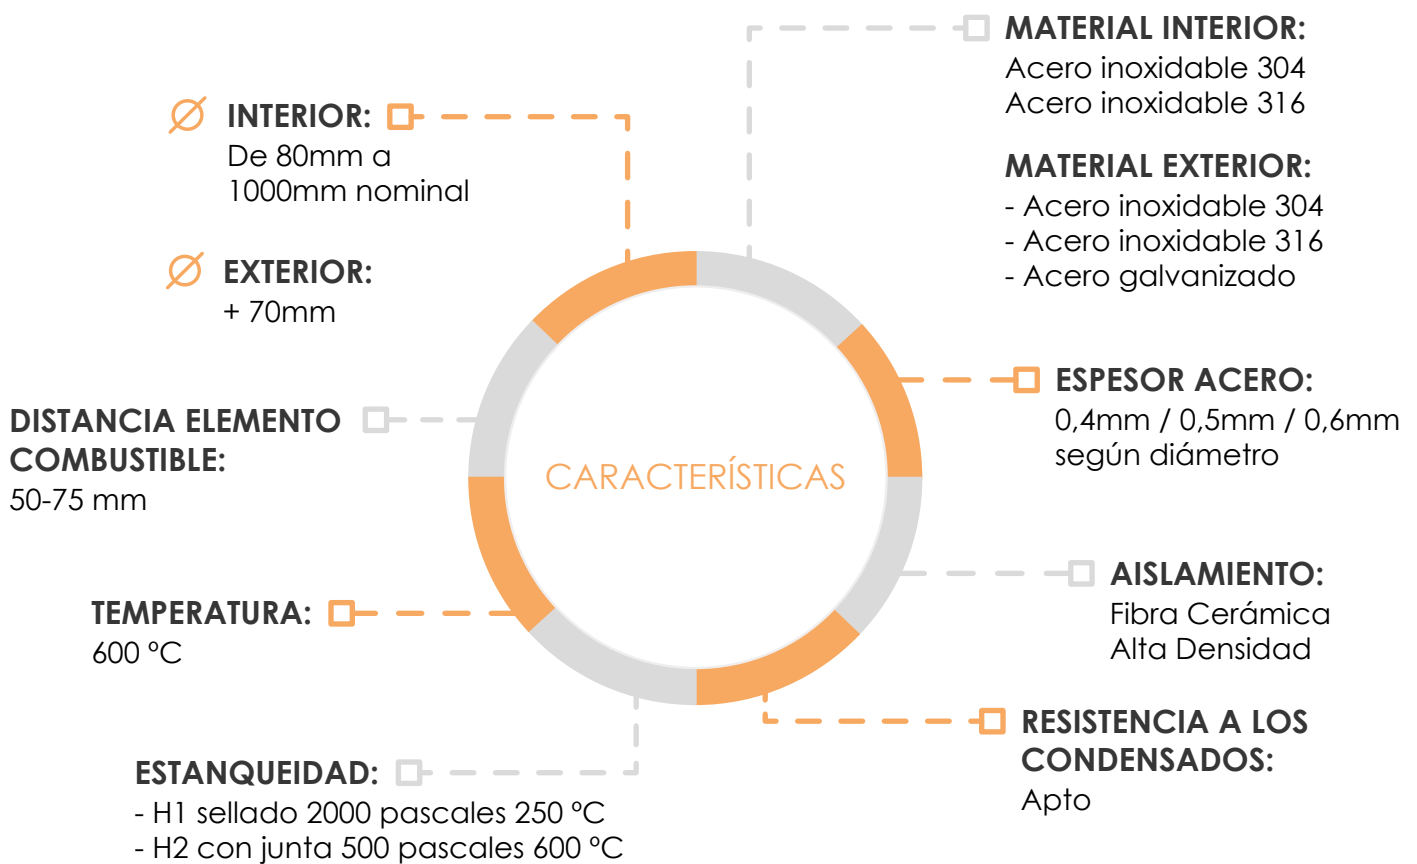 MATERIAL INTERIOR:
Acero inoxidable 304
Acero inoxidable 316
MATERIAL EXTERIOR:
- Acero inoxidable 304
- Acero inoxidable 316
- Acero galvanizado
INTERIOR:
De 80mm a
1000mm nominal
EXTERIOR:
+ 70mm
ESPESOR ACERO:
0,4mm / 0,5mm / 0,6mm
según diámetro
DISTANCIA ELEMENTO
COMBUSTIBLE:
50-75 mm
CARACTERÍSTICAS
AISLAMIENTO:
Fibra Cerámica
Alta Densidad
TEMPERATURA:
600 ºC
RESISTENCIA A LOS
CONDENSADOS:
Apto
ESTANQUEIDAD:
- H1 sellado 2000 pascales 250 ºC
- H2 con junta 500 pascales 600 ºC